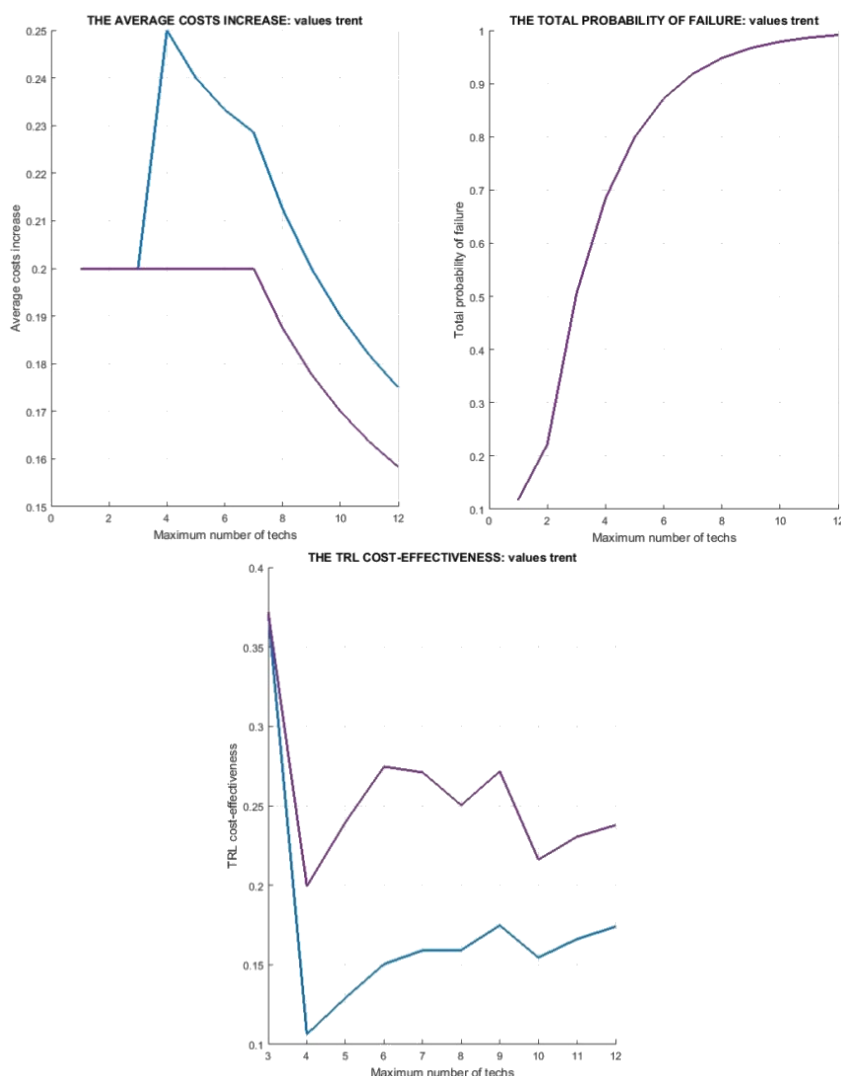 THE AVERAGE COSTS INCREASE: values trent
0.25
0.24
0.23
0.22
0.21
0.2
0.19
0.18
0.17
0.16
0.15
Average costs increase
0 2 4 6 8 10 12
Maximum number of techs
THE TOTAL PROBABILITY OF FAILURE: values trent
1
0.9
0.8
0.7
0.6
0.5
0.4
0.3
0.2
0.1
Total probability of failure
0 2 4 6 8 10 12
Maximum number of techs
THE TRL COST-EFFECTIVENESS: values trent
0.4
0.35
0.3
0.25
0.2
0.15
0.1
TRL cost-effectiveness
3 4 5 6 7 8 9 10 11 12
Maximum number of techs